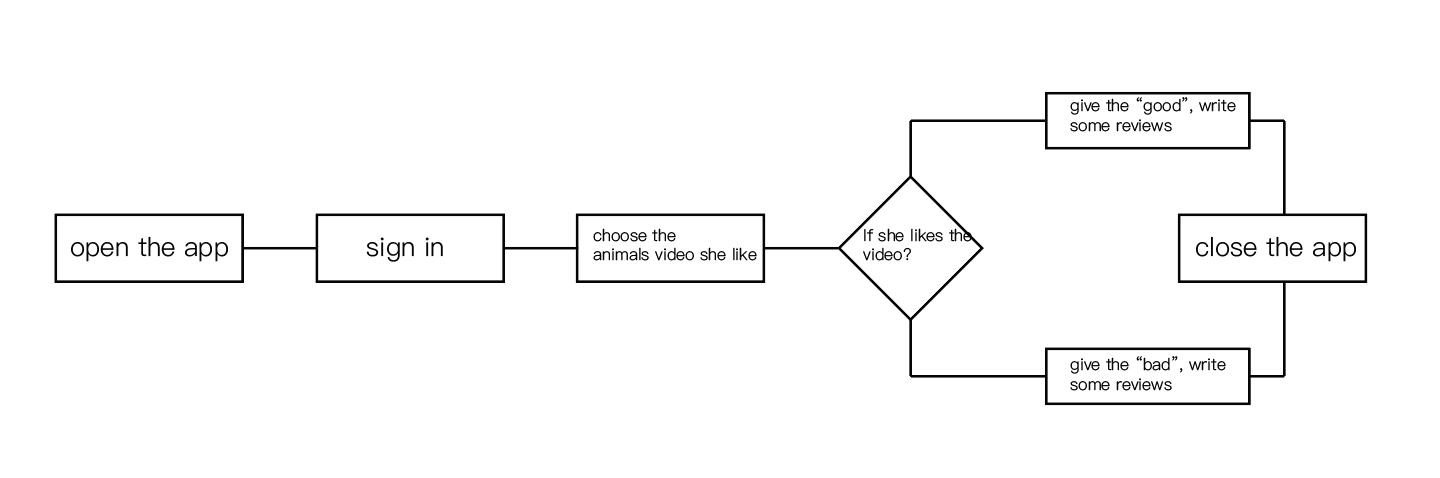 open the app
sign in
choose the
animals video she like
If she likes the
video?
give the “good”, write
some reviews
close the app
give the “bad”, write
some reviews